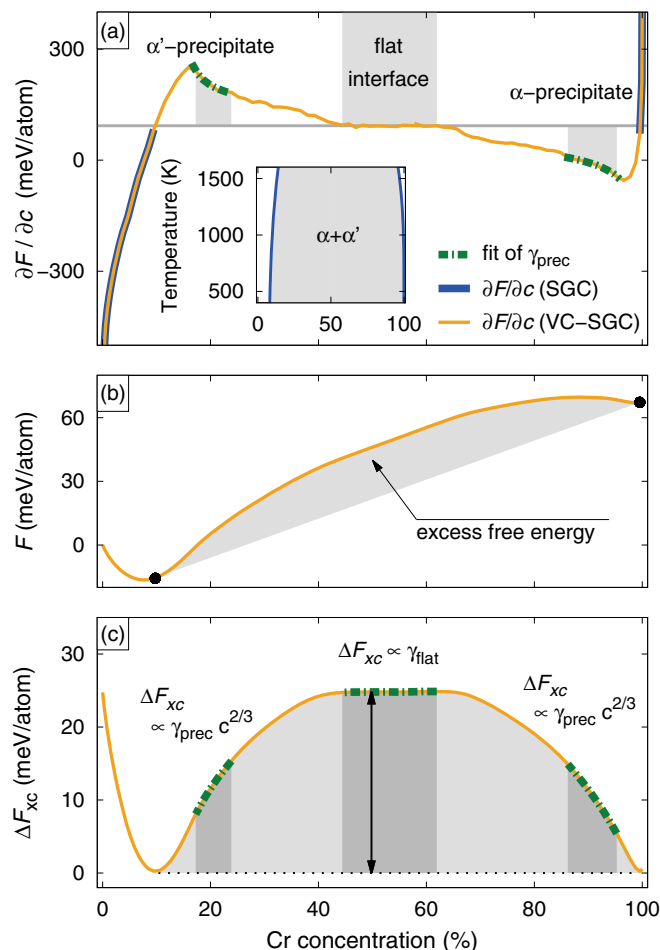 (a)
α'−precipitate
flat
interface
α−precipitate
∂F / ∂c (meV/atom)
300
0
−300
Temperature (K)
1500
1000
500
α+α'
0
100
fit of γprec
∂F/∂c (SGC)
∂F/∂c (VC−SGC)
(b)
F (meV/atom)
60
30
0
excess free energy
(c)
ΔFxc (meV/atom)
30
20
10
0
ΔFxc ∝ γflat
ΔFxc
∝ γprec c2/3
ΔFxc
∝ γprec c2/3
0 20 40 60 80 100
Cr concentration (%)